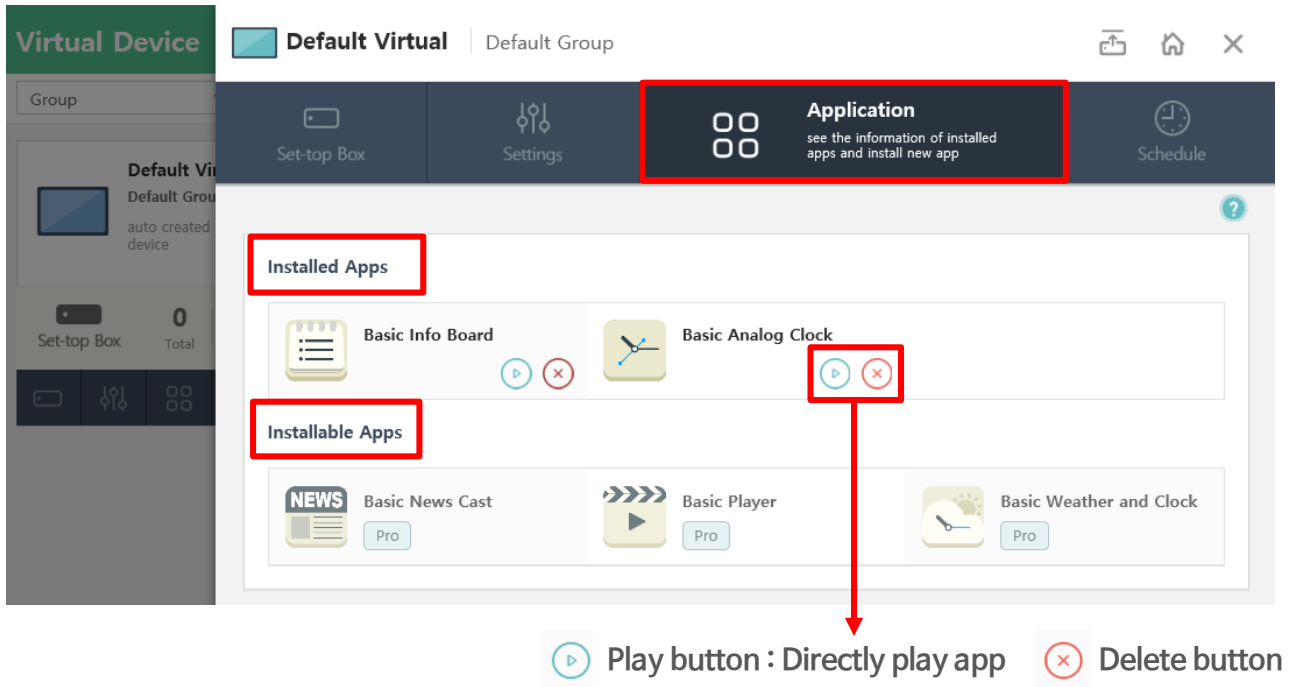 Virtual Device
Default Virtual
Default Group
Group
Set-top Box
Settings
Application
see the information of installed
apps and install new app
Schedule
Default Vi
Default Grou
auto created
device
Set-top Box
0
Total
?
Installed Apps
Basic Info Board
Basic Analog Clock
Installable Apps
NEWS
Basic News Cast
Pro
Basic Player
Pro
Basic Weather and Clock
Pro
Play button : Directly play app
Delete button